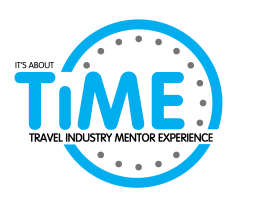 IT'S ABOUT
TiME
TRAVEL INDUSTRY MENTOR EXPERIENCE